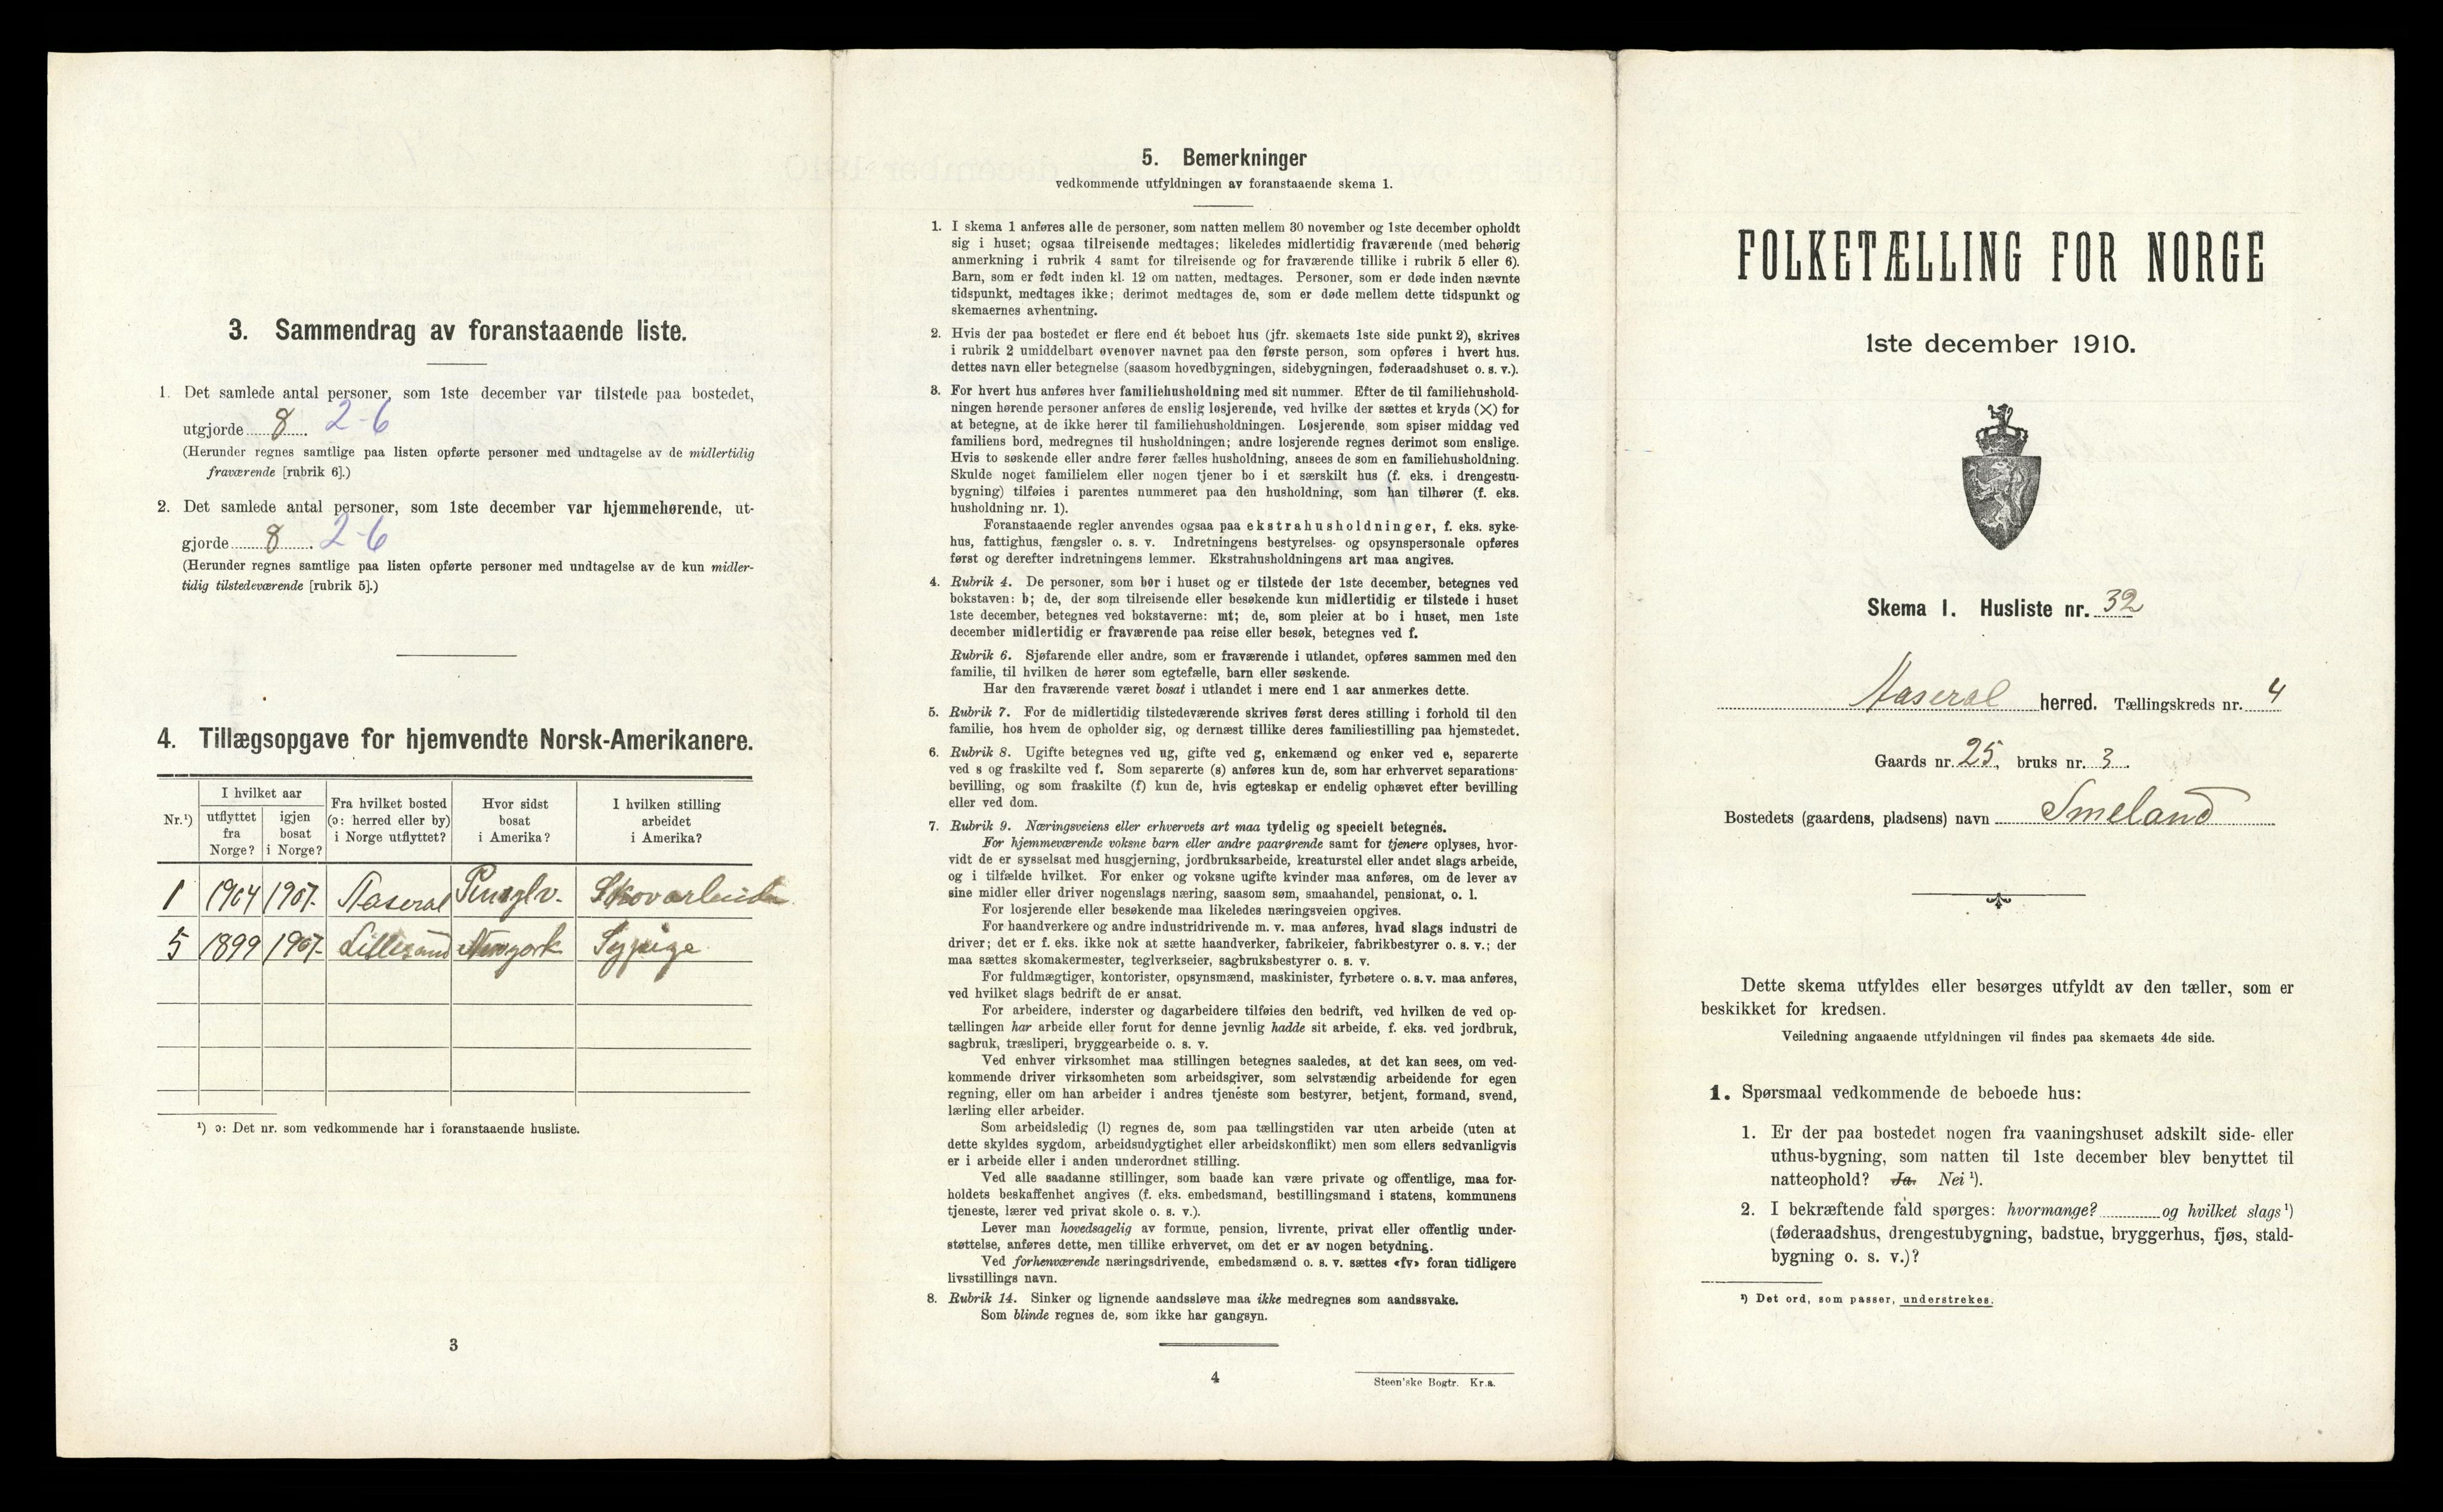 3. Sammendrag av foranstaaende liste.
1. Det samlede antal personer, som 1ste december var tilstede paa bostedet,
utgjorde 8. 2-6
(Herunder regnes samtlige paa listen opførte personer med undtagelse av de midlertidig
fraværende [rubrik 6].)
2. Det samlede antal personer, som 1ste december var hjemmehørende, ut-
gjorde 8. 2-6
(Herunder regnes samtlige paa listen opførte personer med undtagelse av de kun midler-
tidig tilstedeværende [rubrik 5].)
4. Tillægsopgave for hjemvendte Norsk-Amerikanere.
Nr.¹)
I hvilket aar
utflyttet
fra
Norge?
igjen
bosat
i Norge?
Fra hvilket bosted
(ɔ: herred eller by)
i Norge utflyttet?
Hvor sidst
bosat
i Amerika?
I hvilken stilling
arbeidet
i Amerika?
1 1904 1907. Aaseral Skovarbeider
5 1899 1907. Lillesand Newyork Sypige
¹) ɔ: Det nr. som vedkommende har i foranstaaende husliste.
3
5. Bemerkninger
vedkommende utfyldningen av foranstaaende skema 1.
1. I skema 1 anføres alle de personer, som natten mellem 30 november og 1ste december opholdt
sig i huset; ogsaa tilreisende medtages; likeledes midlertidig fraværende (med behørig
anmerkning i rubrik 4 samt for tilreisende og for fraværende tillike i rubrik 5 eller 6).
Barn, som er født inden kl. 12 om natten, medtages. Personer, som er døde inden nævnte
tidspunkt, medtages ikke; derimot medtages de, som er døde mellem dette tidspunkt og
skemaernes avhentning.
2. Hvis der paa bostedet er flere end ét beboet hus (jfr. skemaets 1ste side punkt 2), skrives
i rubrik 2 umiddelbart ovenover navnet paa den første person, som opføres i hvert hus.
dettes navn eller betegnelse (saasom hovedbygningen, sidebygningen, føderaadshuset o. s. v.).
3. For hvert hus anføres hver familiehusholdning med sit nummer. Efter de til familiehushold-
ningen hørende personer anføres de enslig losjerende, ved hvilke der sættes et kryds (×) for
at betegne, at de ikke hører til familiehusholdningen. Losjerende, som spiser middag ved
familiens bord, medregnes til husholdningen; andre losjerende regnes derimot som enslige.
Hvis to søskende eller andre fører fælles husholdning, ansees de som en familiehusholdning.
Skulde noget familielem eller nogen tjener bo i et særskilt hus (f. eks. i drengestu-
bygning) tilføies i parentes nummeret paa den husholdning, som han tilhører (f. eks.
husholdning nr. 1).
Foranstaaende regler anvendes ogsaa paa ekstrahusholdninger, f. eks. syke-
hus, fattighus, fængsler o. s. v. Indretningens bestyrelses- og opsynspersonale opføres
først og derefter indretningens lemmer. Ekstrahusholdningens art maa angives.
4. Rubrik 4. De personer, som bor i huset og er tilstede der 1ste december, betegnes ved
bokstaven: b; de, der som tilreisende eller besøkende kun midlertidig er tilstede i huset
1ste december, betegnes ved bokstaverne: mt; de, som pleier at bo i huset, men 1ste
december midlertidig er fraværende paa reise eller besøk, betegnes ved f.
Rubrik 6. Sjøfarende eller andre, som er fraværende i utlandet, opføres sammen med den
familie, til hvilken de hører som egtefælle, barn eller søskende.
Har den fraværende været bosat i utlandet i mere end 1 aar anmerkes dette.
5. Rubrik 7. For de midlertidig tilstedeværende skrives først deres stilling i forhold til den
familie, hos hvem de opholder sig, og dernæst tillike deres familiestilling paa hjemstedet.
6. Rubrik 8. Ugifte betegnes ved ug, gifte ved g, enkemænd og enker ved e, separerte
ved s og fraskilte ved f. Som separerte (s) anføres kun de, som har erhvervet separations-
bevilling, og som fraskilte (f) kun de, hvis egteskap er endelig ophævet efter bevilling
eller ved dom.
7. Rubrik 9. Næringsveiens eller erhvervets art maa tydelig og specielt betegnes.
For hjemmeværende voksne barn eller andre paarørende samt for tjenere oplyses, hvor-
vidt de er sysselsat med husgjerning, jordbruksarbeide, kreaturstel eller andet slags arbeide,
og i tilfælde hvilket. For enker og voksne ugifte kvinder maa anføres, om de lever av
sine midler eller driver nogenslags næring, saasom søm, smaahandel, pensionat, o. l.
For losjerende eller besøkende maa likeledes næringsveien opgives.
For haandverkere og andre industridrivende m. v. maa anføres, hvad slags industri de
driver; det er f. eks. ikke nok at sætte haandverker, fabrikeier, fabrikbestyrer o. s. v.; der
maa sættes skomakermester, teglverkseier, sagbruksbestyrer o. s. v.
For fuldmægtiger, kontorister, opsynsmænd, maskinister, fyrbøtere o. s. v. maa anføres,
ved hvilket slags bedrift de er ansat.
For arbeidere, inderster og dagarbeidere tilføies den bedrift, ved hvilken de ved op-
tællingen har arbeide eller forut for denne jevnlig hadde sit arbeide, f. eks. ved jordbruk,
sagbruk, træsliperi, bryggearbeide o. s. v.
Ved enhver virksomhet maa stillingen betegnes saaledes, at det kan sees, om ved-
kommende driver virksomheten som arbeidsgiver, som selvstændig arbeidende for egen
regning, eller om han arbeider i andres tjeneste som bestyrer, betjent, formand, svend,
lærling eller arbeider.
Som arbeidsledig (l) regnes de, som paa tællingstiden var uten arbeide (uten at
dette skyldes sygdom, arbeidsudygtighet eller arbeidskonflikt) men som ellers sedvanligvis
er i arbeide eller i anden underordnet stilling.
Ved alle saadanne stillinger, som baade kan være private og offentlige, maa for-
holdets beskaffenhet angives (f. eks. embedsmand, bestillingsmand i statens, kommunens
tjeneste, lærer ved privat skole o. s. v.).
Lever man hovedsagelig av formue, pension, livrente, privat eller offentlig under-
støttelse, anføres dette, men tillike erhvervet, om det er av nogen betydning.
Ved forhenværende næringsdrivende, embedsmænd o. s. v. sættes «fv» foran tidligere
livsstillings navn.
8. Rubrik 14. Sinker og lignende aandssløve maa ikke medregnes som aandssvake.
Som blinde regnes de, som ikke har gangsyn.
4
Steen'ske Bogtr. Kr.a.
FOLKETÆLLING FOR NORGE
1ste december 1910.
Skema 1. Husliste nr. 32
Aaseral herred. Tællingskreds nr. 4
Gaards nr. 25, bruks nr. 3.
Bostedets (gaardens, pladsens) navn Smeland
Dette skema utfyldes eller besørges utfyldt av den tæller, som er
beskikket for kredsen.
Veiledning angaaende utfyldningen vil findes paa skemaets 4de side.
1. Spørsmaal vedkommende de beboede hus:
1. Er der paa bostedet nogen fra vaaningshuset adskilt side- eller
uthus-bygning, som natten til 1ste december blev benyttet til
natteophold? Ja. Nei ¹).
2. I bekræftende fald spørges: hvormange? og hvilket slags ¹)
(føderaadshus, drengestubygning, badstue, bryggerhus, fjøs, stald-
bygning o. s. v.)?
¹) Det ord, som passer, understrekes.